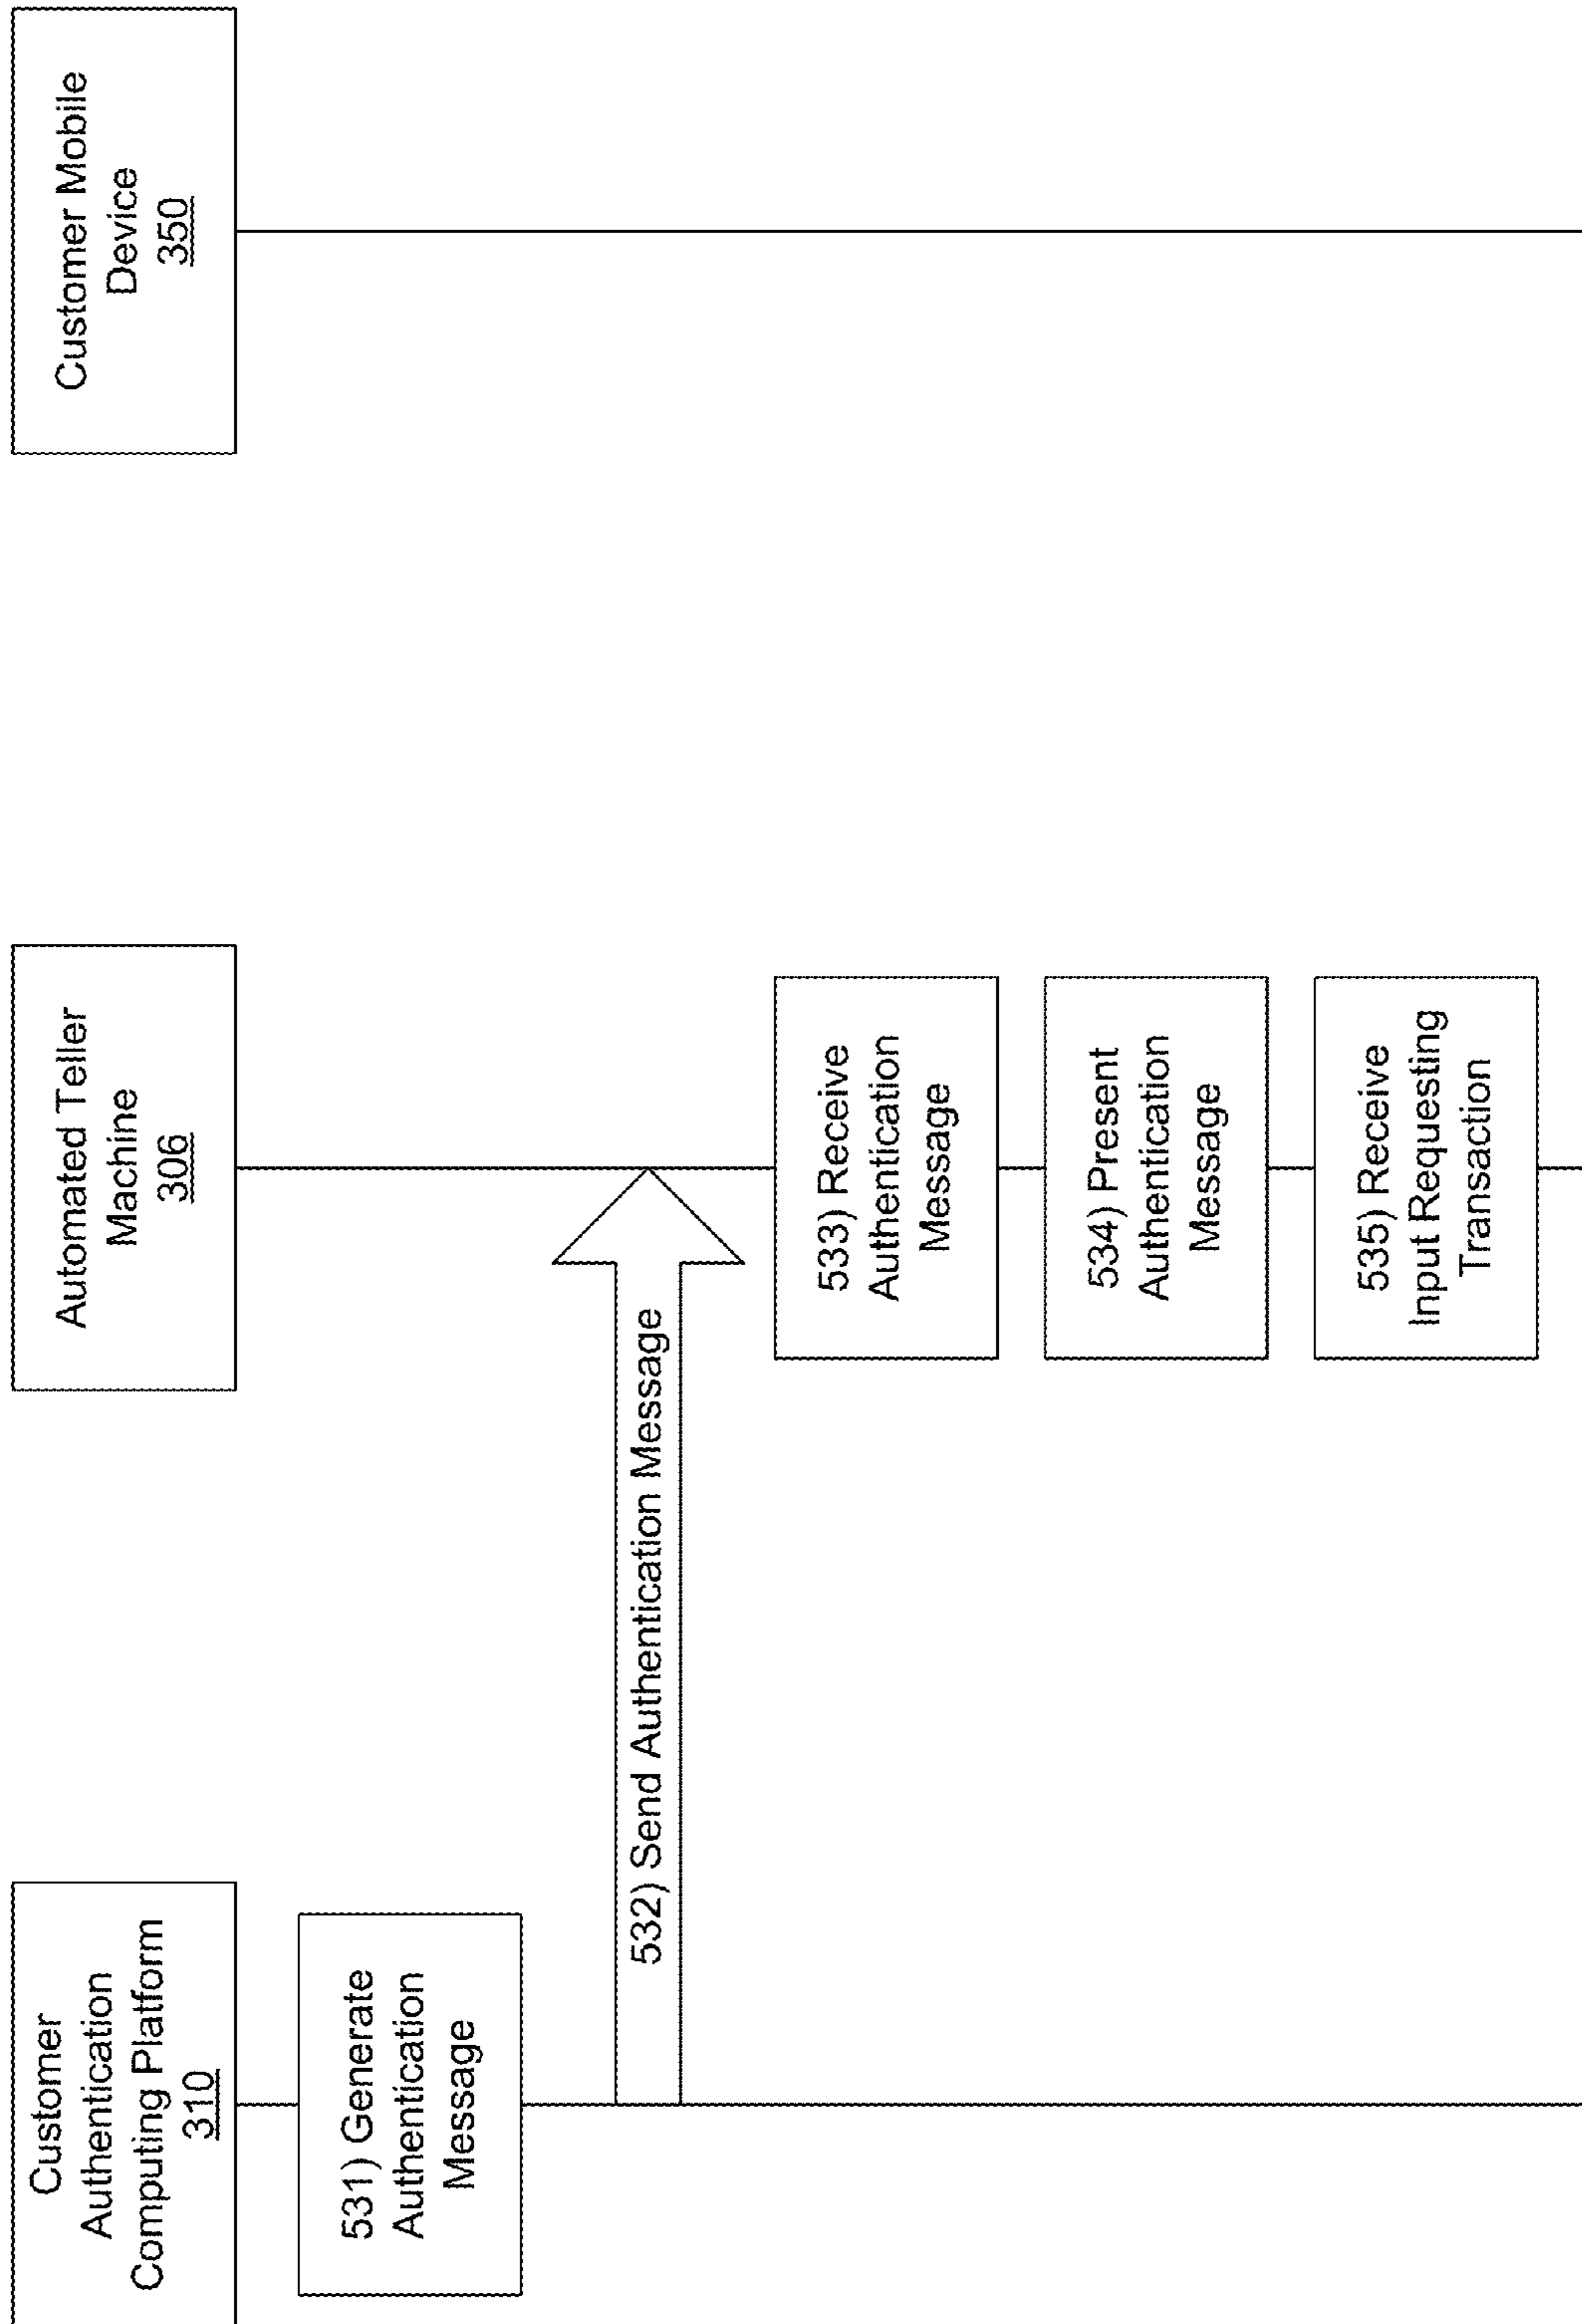 Customer
Authentication
Computing Platform
310
Automated Teller
Machine
306
Customer Mobile
Device
350
531) Generate
Authentication
Message
532) Send Authentication Message
533) Receive
Authentication
Message
534) Present
Authentication
Message
535) Receive
Input Requesting
Transaction